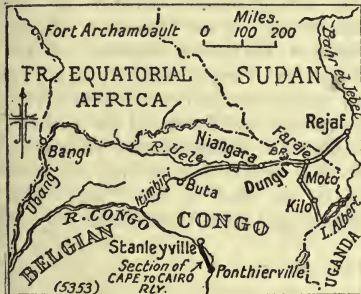 Fort Archambault
Miles.
0 100 200
FR. EQUATORIAL
AFRICA
SUDAN
Bahr el Jebel
Rejaf
Bangi
Ubangi
R. Uele
Niangara
Faraje
Dungu
Moto
Itimbiri
Buta
Kilo
L. Albert
R. CONGO
BELGIAN CONGO
Stanleyville
Section of
CAPE TO CAIRO
RLY.
Ponthierville
UGANDA
(5353)